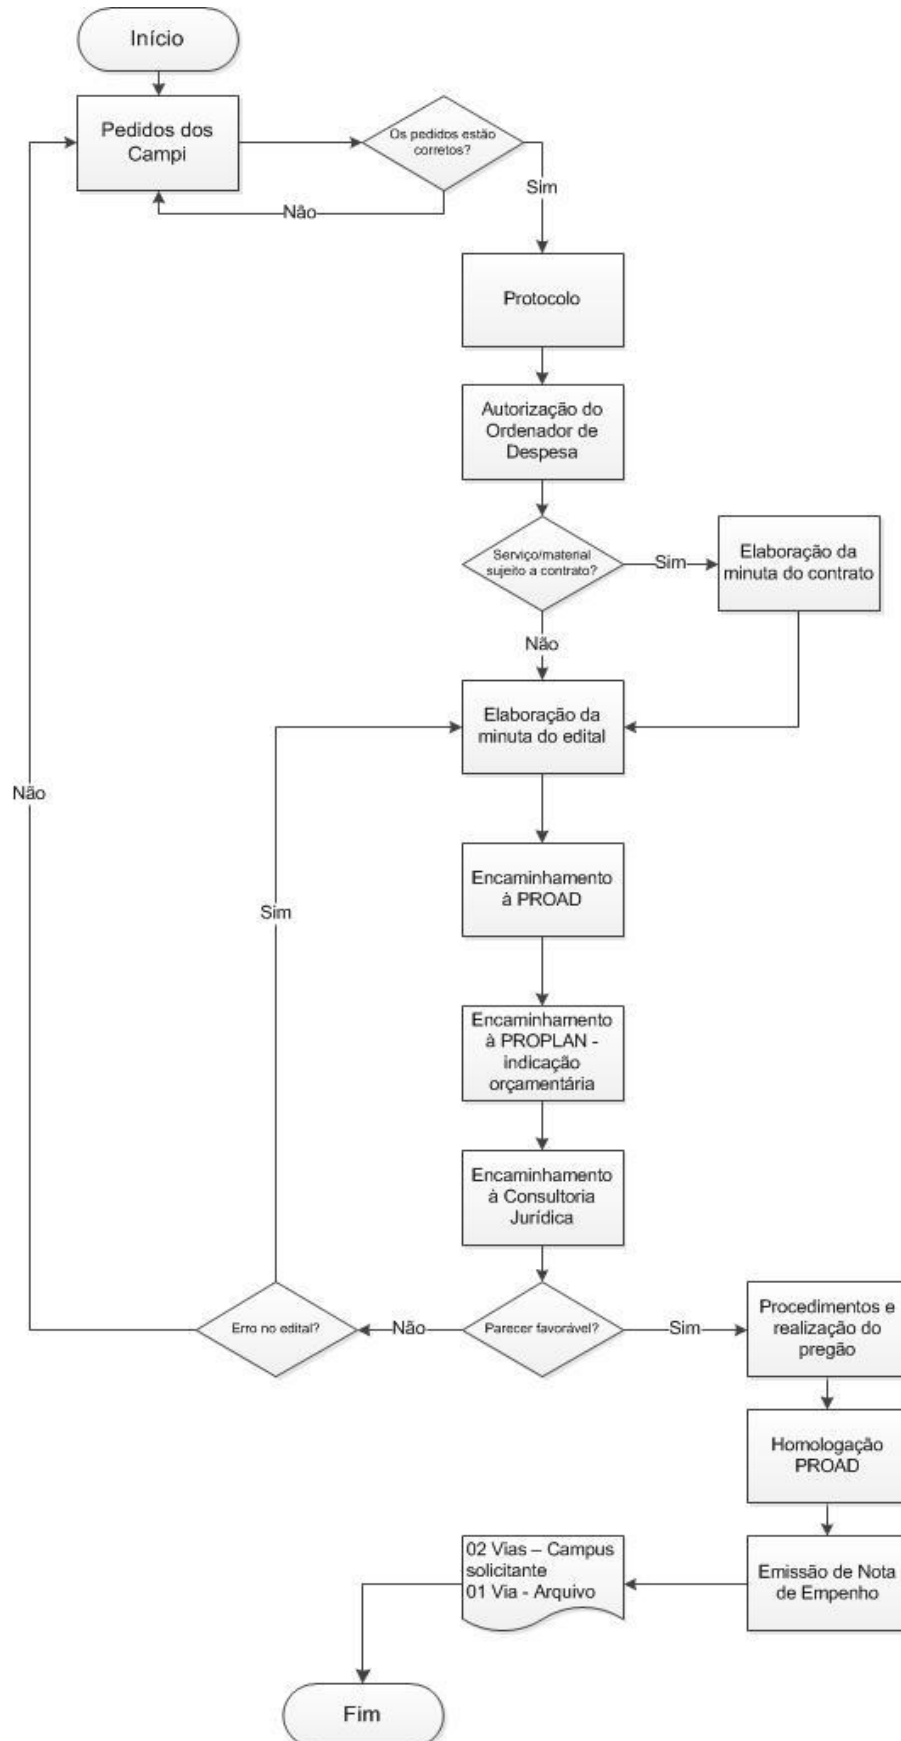 Início
Pedidos dos
Campi
Os pedidos estão
corretos?
Sim
Não
Protocolo
Autorização do
Ordenador de
Despesa
Serviço/material
sujeito a contrato?
Sim
Elaboração da
minuta do contrato
Não
Elaboração da
minuta do edital
Não
Encaminhamento
à PROAD
Sim
Encaminhamento
à PROPLAN -
indicação
orçamentária
Encaminhamento
à Consultoria
Jurídica
Erro no edital?
Não
Parecer favorável?
Sim
Procedimentos e
realização do
pregão
Homologação
PROAD
02 Vias – Campus
solicitante
01 Via - Arquivo
Emissão de Nota
de Empenho
Fim